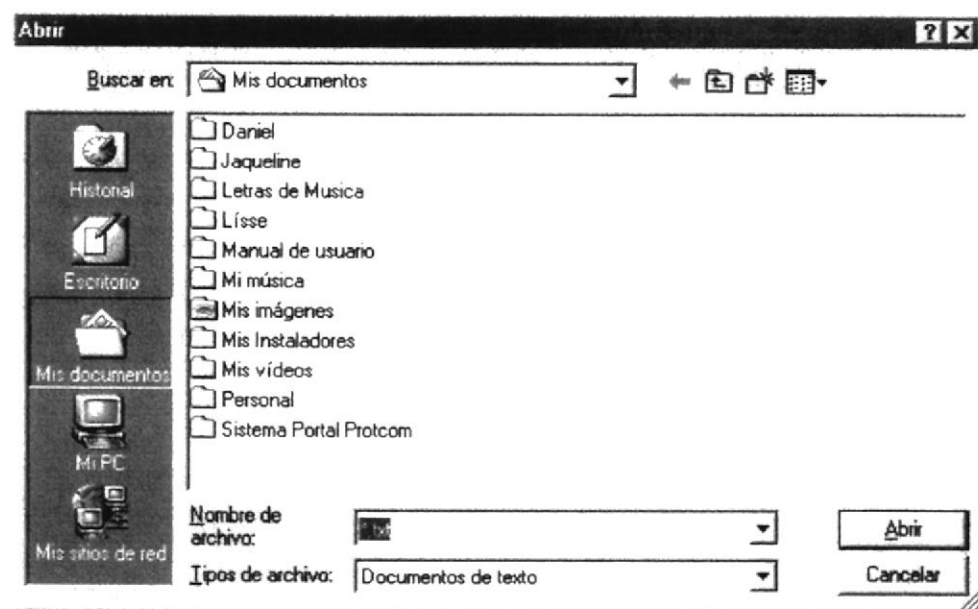 Abrir
Buscar en: Mis documentos
Historial
Escritorio
Mis documentos
Mi PC
Mis sitios de red
Daniel
Jaqueline
Letras de Musica
Lísse
Manual de usuario
Mi música
Mis imágenes
Mis Instaladores
Mis vídeos
Personal
Sistema Portal Protcom
Nombre de
archivo:
Abrir
Tipos de archivo: Documentos de texto
Cancelar